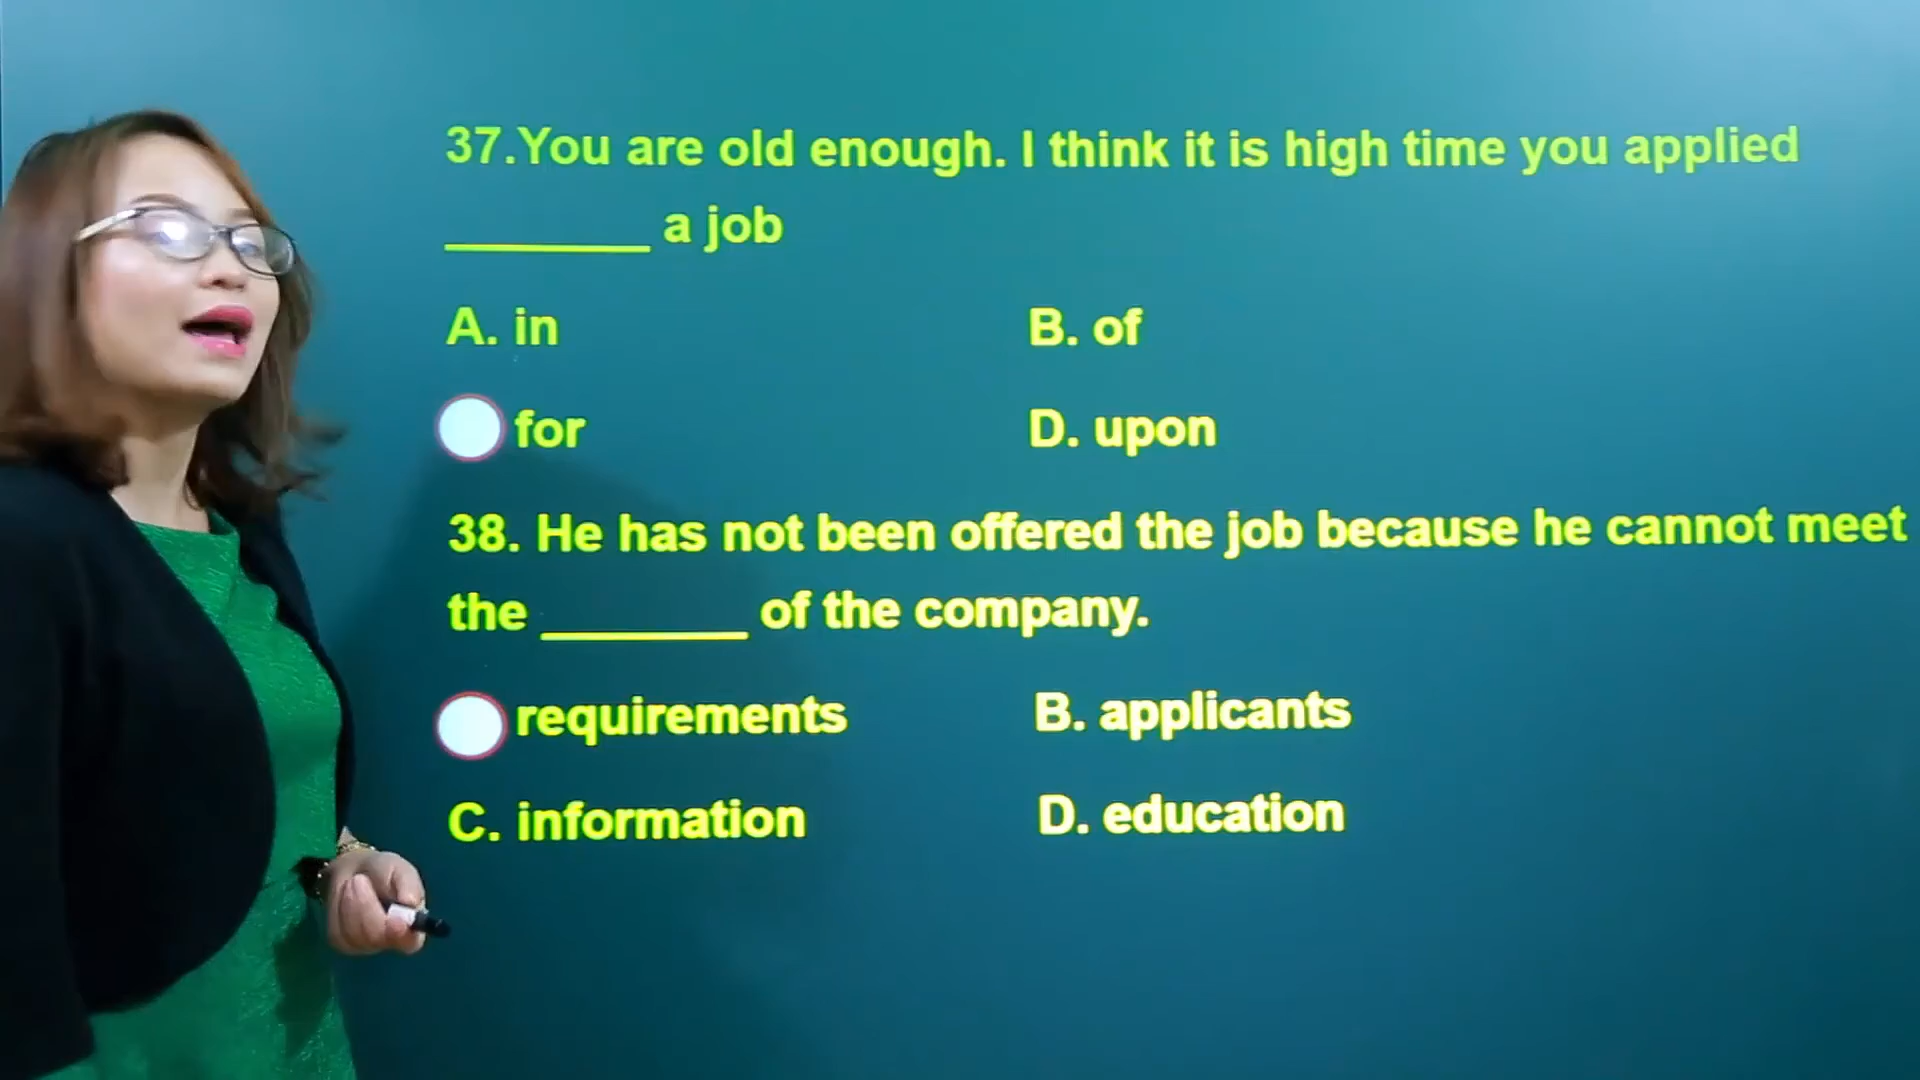 37.You are old enough. I think it is high time you applied
________ a job
A. in B. of
for D. upon
38. He has not been offered the job because he cannot meet
the ________ of the company.
requirements B. applicants
C. information D. education